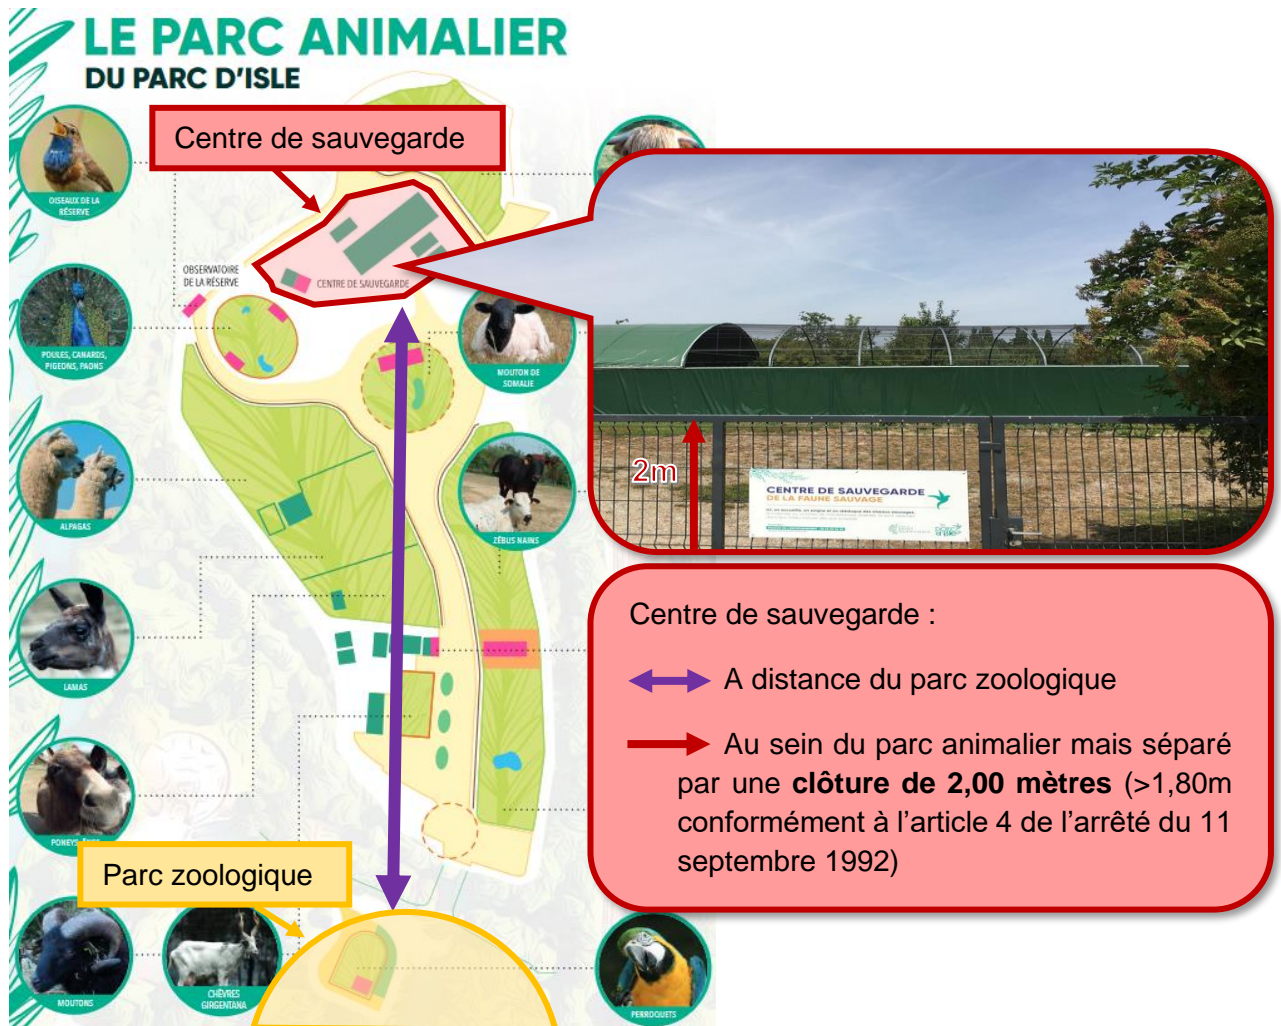 LE PARC ANIMALIER
DU PARC D'ISLE
Centre de sauvegarde
OISEAUX DE LA
RÉSERVE
OBSERVATOIRE
DE LA RÉSERVE
CENTRE DE SAUVEGARDE
POULES, CANARDS,
PIGEONS, PAONS
MOUTON DE
SOMALIE
2m
CENTRE DE SAUVEGARDE
DE LA FAUNE SAUVAGE
ALPAGAS
ZÉBUS NAINS
Centre de sauvegarde :
A distance du parc zoologique
Au sein du parc animalier mais séparé
par une clôture de 2,00 mètres (>1,80m
conformément à l'article 4 de l'arrêté du 11
septembre 1992)
LAMAS
PONEYS
Parc zoologique
MOUTONS
CHÈVRES
GIRGENTANA
PERROQUETS